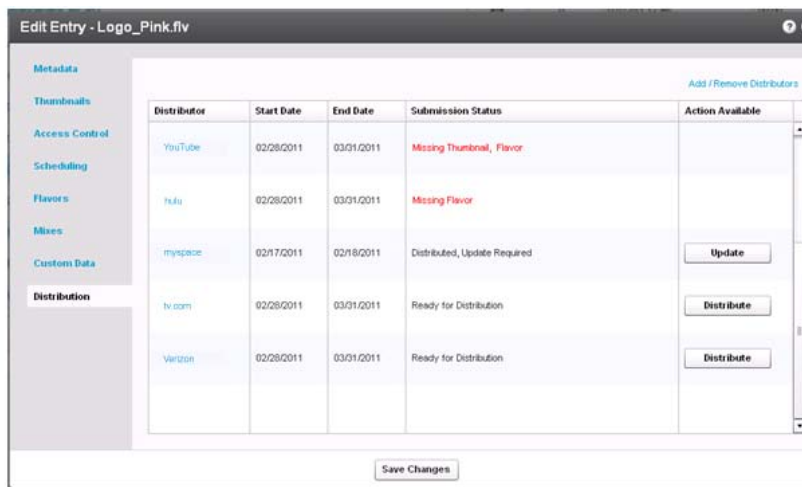 Edit Entry - Logo_Pink.flv ?
Metadata
Thumbnails
Access Control
Scheduling
Flavors
Mixes
Custom Data
Distribution
Add / Remove Distributors
Distributor Start Date End Date Submission Status Action Available
YouTube 02/28/2011 03/31/2011 Missing Thumbnail, Flavor
hulu 02/28/2011 03/31/2011 Missing Flavor
myspace 02/17/2011 02/18/2011 Distributed, Update Required Update
tv.com 02/28/2011 03/31/2011 Ready for Distribution Distribute
Verizon 02/28/2011 03/31/2011 Ready for Distribution Distribute
Save Changes